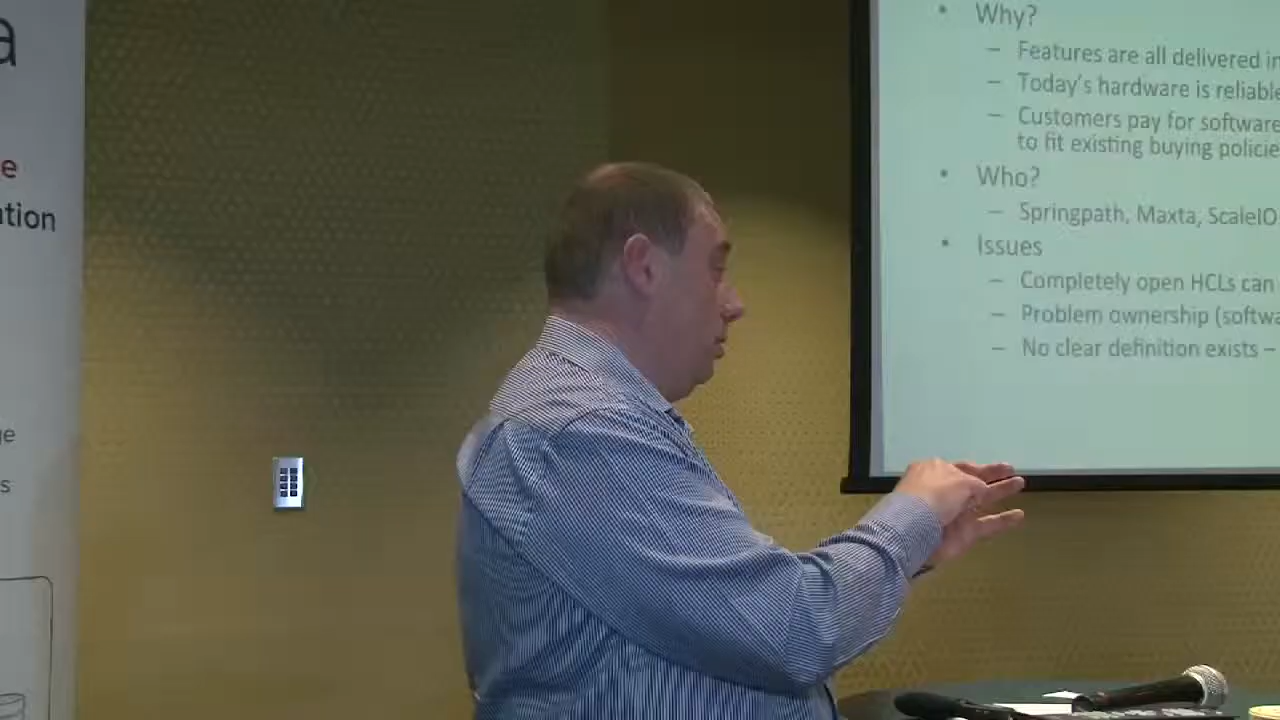 a
e
ation
ge
s
• Why?
– Features are all delivered in
– Today's hardware is reliable
– Customers pay for software
to fit existing buying policie
• Who?
– Springpath, Maxta, ScaleIO
• Issues
– Completely open HCLs can
– Problem ownership (softwa
– No clear definition exists –